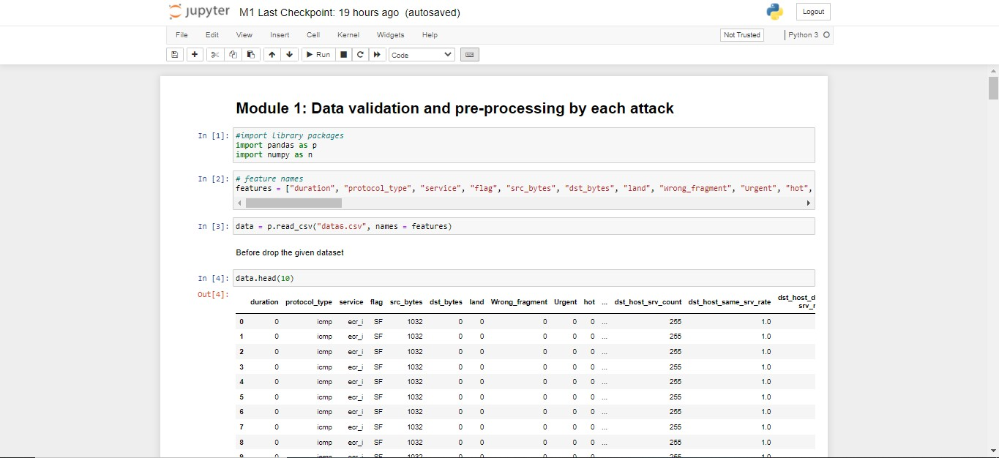 jupyter M1 Last Checkpoint: 19 hours ago (autosaved) Logout
File Edit View Insert Cell Kernel Widgets Help Not Trusted Python 3
Run Code
Module 1: Data validation and pre-processing by each attack
In [1]: #import library packages
import pandas as p
import numpy as n
In [2]: # feature names
features = ["duration", "protocol_type", "service", "flag", "src_bytes", "dst_bytes", "land", "Wrong_fragment", "Urgent", "hot",
In [3]: data = p.read_csv("data6.csv", names = features)
Before drop the given dataset
In [4]: data.head(10)
Out[4]:
duration protocol_type service flag src_bytes dst_bytes land Wrong_fragment Urgent hot ... dst_host_srv_count dst_host_same_srv_rate dst_host_d
srv_r
0 0 icmp ecr_i SF 1032 0 0 0 0 0 ... 255 1.0
1 0 icmp ecr_i SF 1032 0 0 0 0 0 ... 255 1.0
2 0 icmp ecr_i SF 1032 0 0 0 0 0 ... 255 1.0
3 0 icmp ecr_i SF 1032 0 0 0 0 0 ... 255 1.0
4 0 icmp ecr_i SF 1032 0 0 0 0 0 ... 255 1.0
5 0 icmp ecr_i SF 1032 0 0 0 0 0 ... 255 1.0
6 0 icmp ecr_i SF 1032 0 0 0 0 0 ... 255 1.0
7 0 icmp ecr_i SF 1032 0 0 0 0 0 ... 255 1.0
8 0 icmp ecr_i SF 1032 0 0 0 0 0 ... 255 1.0